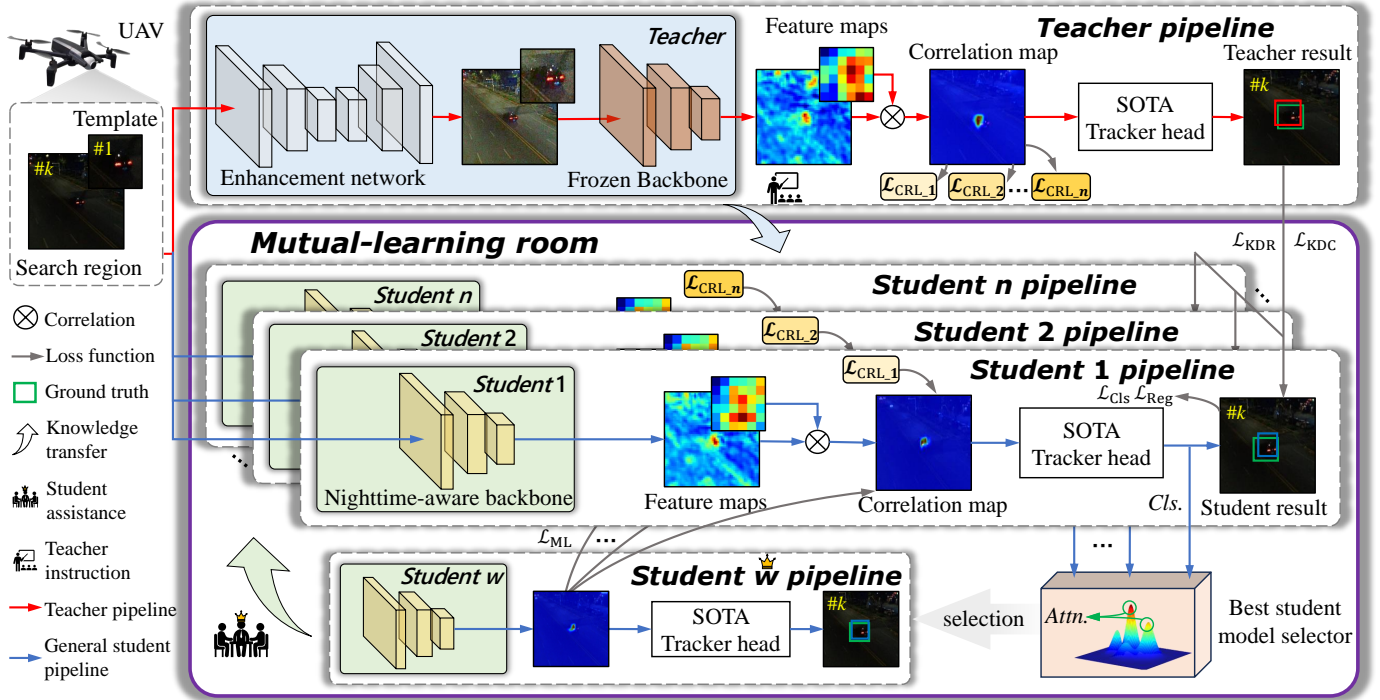 UAV
Template
#1
#k
Search region
Teacher
Enhancement network
Frozen Backbone
Feature maps
Teacher pipeline
Correlation map
Teacher result
SOTA
Tracker head
#k
ℒCRL_1
ℒCRL_2
...
ℒCRL_n
Mutual-learning room
ℒKDR
ℒKDC
Correlation
Loss function
Ground truth
Knowledge
transfer
Student
assistance
Teacher
instruction
Teacher pipeline
General student
pipeline
Student n
ℒCRL_n
Student n pipeline
...
Student 2
ℒCRL_2
Student 2 pipeline
Student 1
ℒCRL_1
Student 1 pipeline
ℒCls ℒReg
Nighttime-aware backbone
Feature maps
Correlation map
SOTA
Tracker head
#k
Student result
Cls.
...
ℒML
...
...
Student w
Student w pipeline
SOTA
Tracker head
#k
selection
Attn.
Best student
model selector